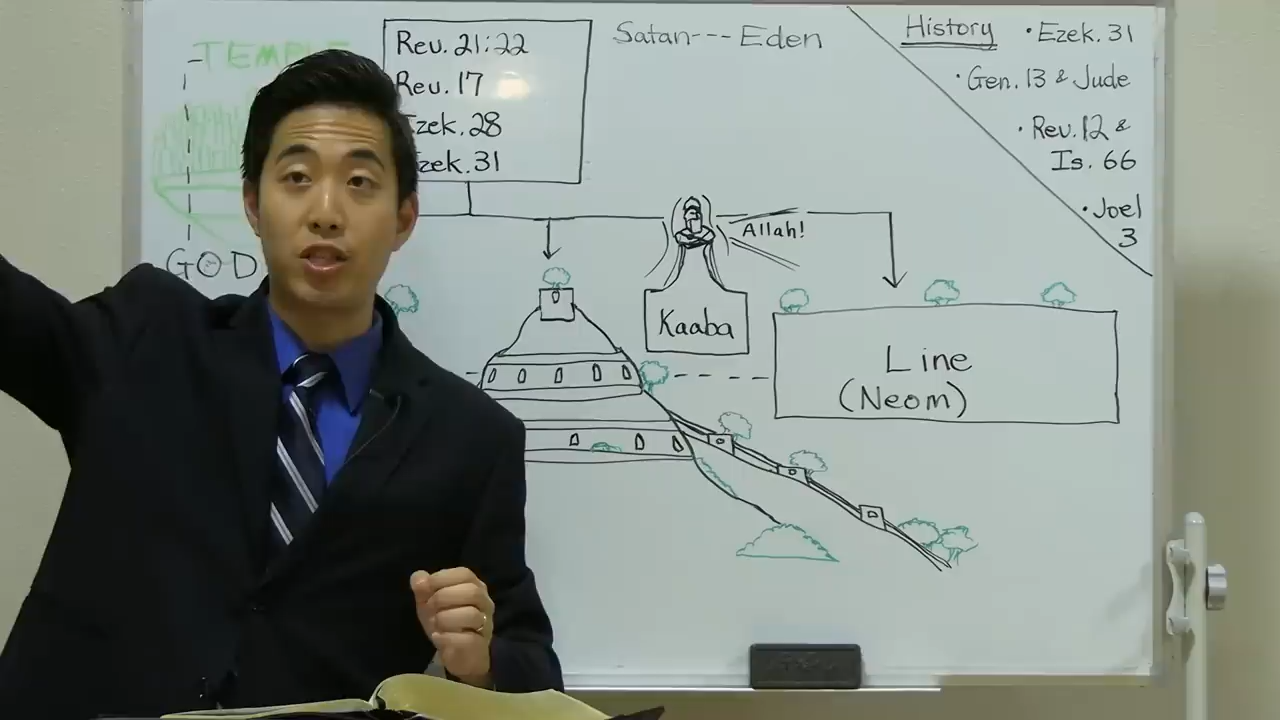 TEMPLE
GOD
Rev. 21:22
Rev. 17
Ezek. 28
Ezek. 31
Satan---Eden
History
• Ezek. 31
• Gen. 13 & Jude
• Rev. 12 &
Is. 66
• Joel
3
Allah!
Kaaba
Line
(Neom)